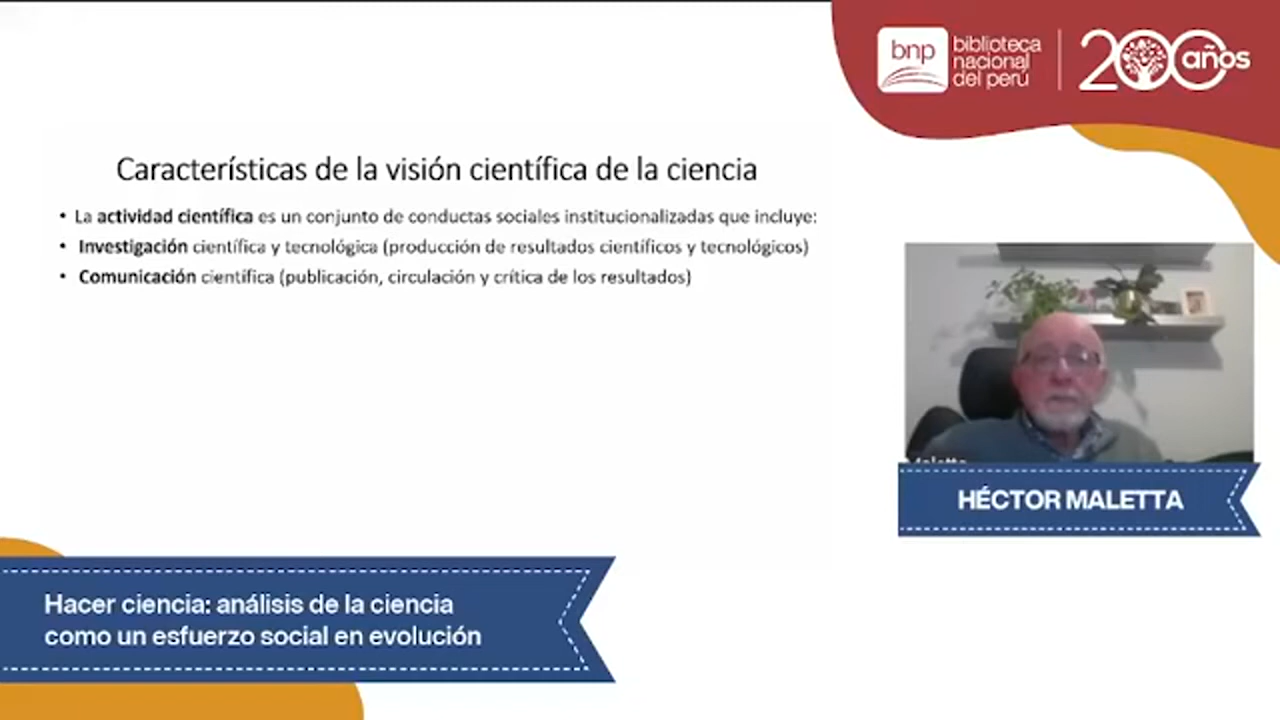 bnp
biblioteca
nacional
del perú
200 años
Características de la visión científica de la ciencia
• La actividad científica es un conjunto de conductas sociales institucionalizadas que incluye:
• Investigación científica y tecnológica (producción de resultados científicos y tecnológicos)
• Comunicación científica (publicación, circulación y crítica de los resultados)
HÉCTOR MALETTA
Hacer ciencia: análisis de la ciencia
como un esfuerzo social en evolución